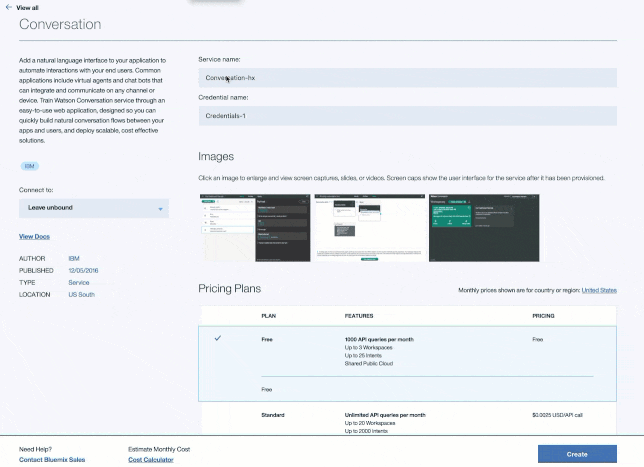 View all
Conversation
Add a natural language interface to your application to
automate interactions with your end users. Common
applications include virtual agents and chat bots that
can integrate and communicate on any channel or
device. Train Watson Conversation service through an
easy-to-use web application, designed so you can
quickly build natural conversation flows between your
apps and users, and deploy scalable, cost effective
solutions.
IBM
Connect to:
Leave unbound
View Docs
AUTHOR IBM
PUBLISHED 12/05/2016
TYPE Service
LOCATION US South
Service name:
Conversation-hx
Credential name:
Credentials-1
Images
Click an image to enlarge and view screen captures, slides, or videos. Screen caps show the user interface for the service after it has been provisioned.
Pricing Plans
Monthly prices shown are for country or region: United States
PLAN FEATURES PRICING
Free 1000 API queries per month Free
Up to 3 Workspaces
Up to 25 Intents
Shared Public Cloud
Free
Standard Unlimited API queries per month $0.0025 USD/API call
Up to 20 Workspaces
Up to 2000 Intents
Need Help?
Contact Bluemix Sales
Estimate Monthly Cost
Cost Calculator
Create